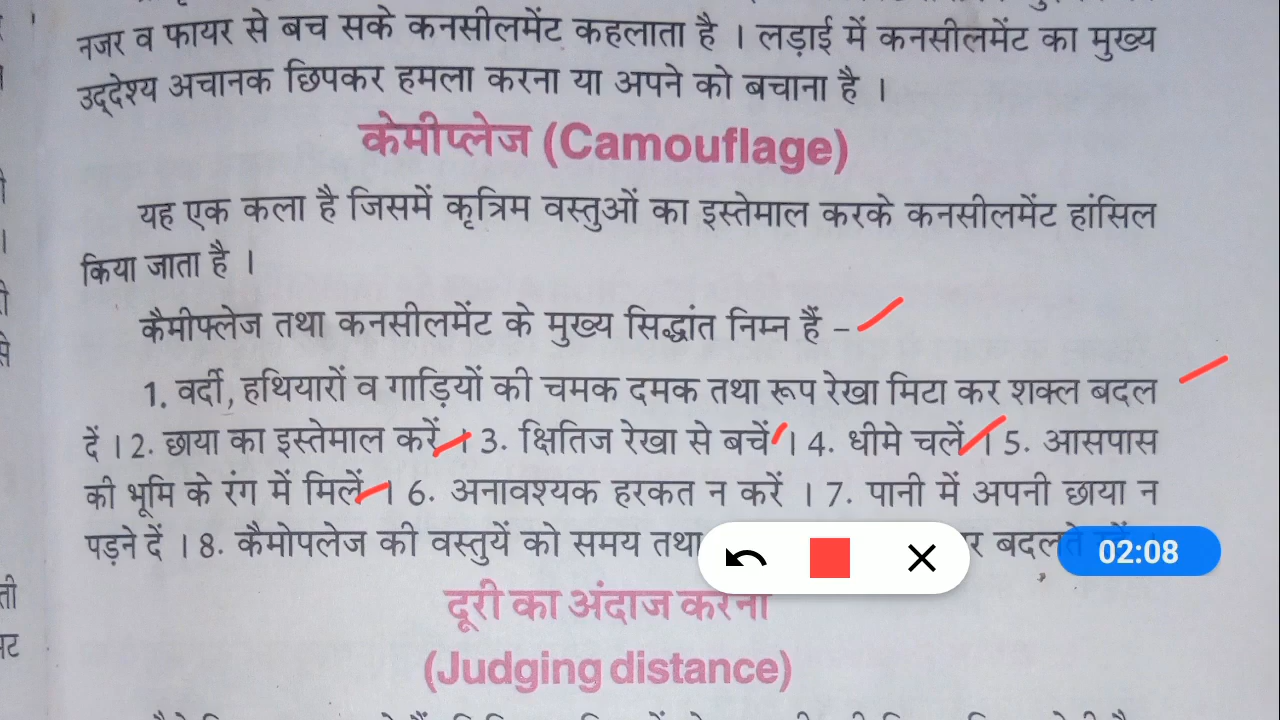 नजर व फायर से बच सके कनसीलमेंट कहलाता है । लड़ाई में कनसीलमेंट का मुख्य
उद्देश्य अचानक छिपकर हमला करना या अपने को बचाना है ।
केमीप्लेज (Camouflage)
यह एक कला है जिसमें कृत्रिम वस्तुओं का इस्तेमाल करके कनसीलमेंट हांसिल
किया जाता है ।
कैमीफ्लेज तथा कनसीलमेंट के मुख्य सिद्धांत निम्न हैं –
1. वर्दी, हथियारों व गाड़ियों की चमक दमक तथा रूप रेखा मिटा कर शक्ल बदल
दें । 2. छाया का इस्तेमाल करें । 3. क्षितिज रेखा से बचें । 4. धीमे चलें । 5. आसपास
की भूमि के रंग में मिलें । 6. अनावश्यक हरकत न करें । 7. पानी में अपनी छाया न
पड़ने दें । 8. कैमोपलेज की वस्तुयें को समय तथा बदलते
02:08
दूरी का अंदाज करना
(Judging distance)